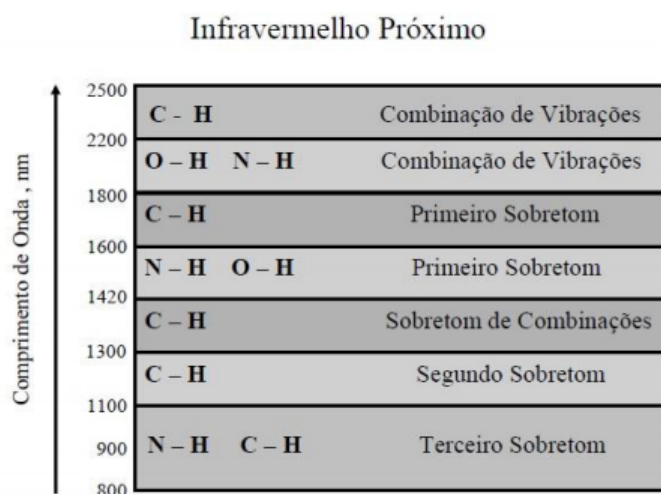 Infravermelho Próximo
Comprimento de Onda , nm
2500
C - H Combinação de Vibrações
2200
O – H N – H Combinação de Vibrações
1800
C – H Primeiro Sobretom
1600
N – H O – H Primeiro Sobretom
1420
C – H Sobretom de Combinações
1300
C – H Segundo Sobretom
1100
N – H C – H Terceiro Sobretom
900
800